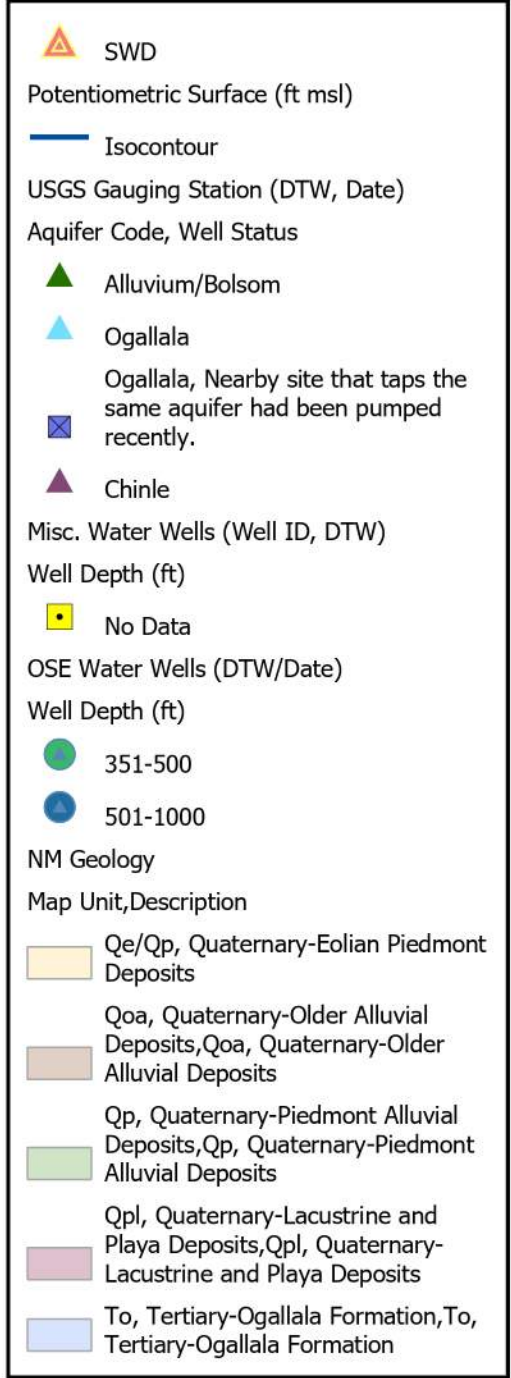 SWD
Potentiometric Surface (ft msl)
Isocontour
USGS Gauging Station (DTW, Date)
Aquifer Code, Well Status
Alluvium/Bolsom
Ogallala
Ogallala, Nearby site that taps the
same aquifer had been pumped
recently.
Chinle
Misc. Water Wells (Well ID, DTW)
Well Depth (ft)
No Data
OSE Water Wells (DTW/Date)
Well Depth (ft)
351-500
501-1000
NM Geology
Map Unit,Description
Qe/Qp, Quaternary-Eolian Piedmont
Deposits
Qoa, Quaternary-Older Alluvial
Deposits,Qoa, Quaternary-Older
Alluvial Deposits
Qp, Quaternary-Piedmont Alluvial
Deposits,Qp, Quaternary-Piedmont
Alluvial Deposits
Qpl, Quaternary-Lacustrine and
Playa Deposits,Qpl, Quaternary-
Lacustrine and Playa Deposits
To, Tertiary-Ogallala Formation,To,
Tertiary-Ogallala Formation